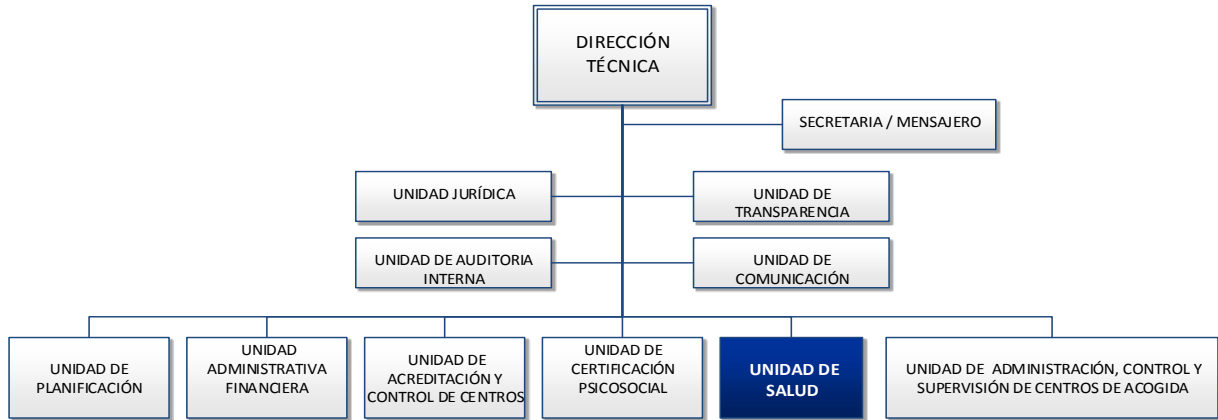 DIRECCIÓN
TÉCNICA
SECRETARIA / MENSAJERO
UNIDAD JURÍDICA
UNIDAD DE
TRANSPARENCIA
UNIDAD DE AUDITORIA
INTERNA
UNIDAD DE
COMUNICACIÓN
UNIDAD DE
PLANIFICACIÓN
UNIDAD
ADMINISTRATIVA
FINANCIERA
UNIDAD DE
ACREDITACIÓN Y
CONTROL DE CENTROS
UNIDAD DE
CERTIFICACIÓN
PSICOSOCIAL
UNIDAD DE
SALUD
UNIDAD DE ADMINISTRACIÓN, CONTROL Y
SUPERVISIÓN DE CENTROS DE ACOGIDA